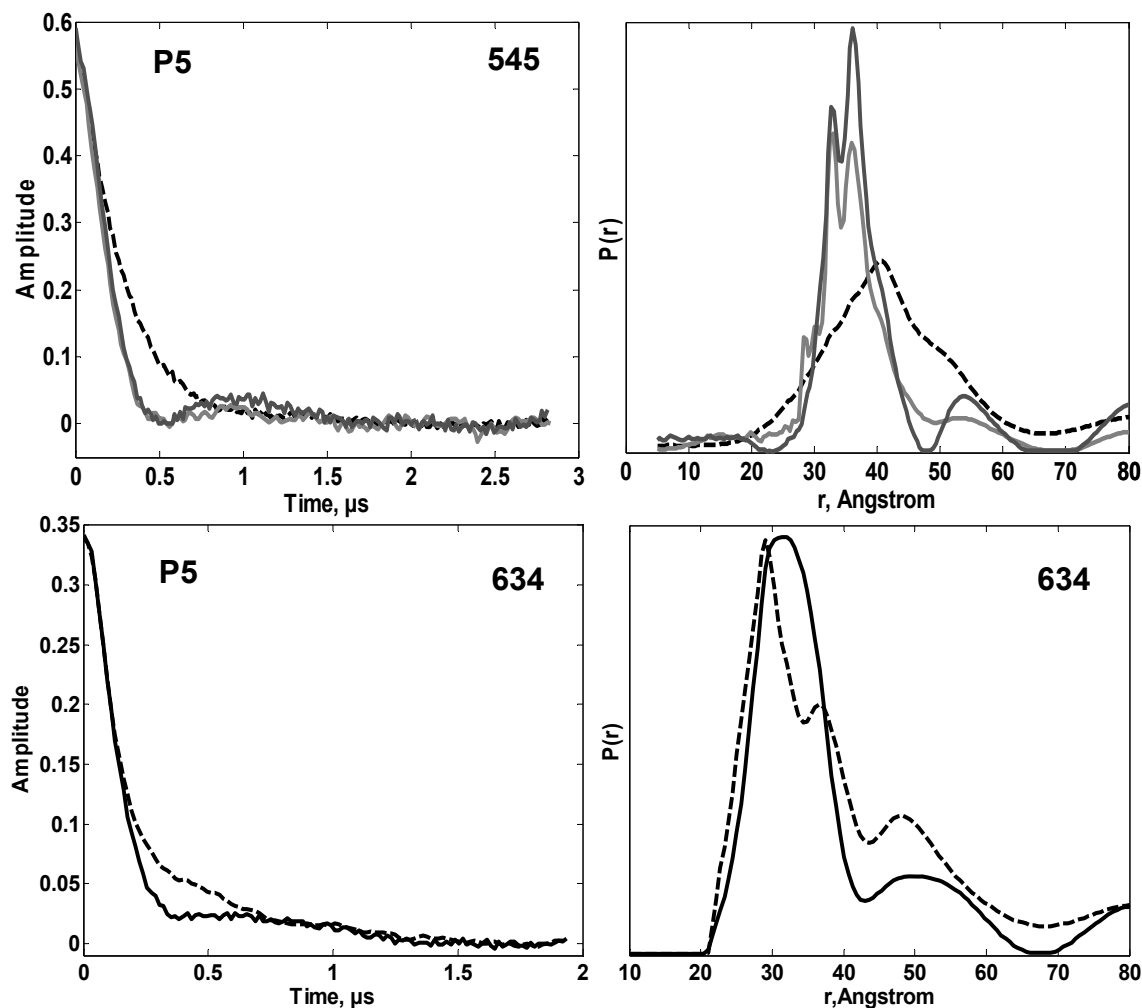 P5 545
Amplitude
0.6
0.5
0.4
0.3
0.2
0.1
0
0 0.5 1 1.5 2 2.5 3
Time, µs
P(r)
0 10 20 30 40 50 60 70 80
r, Angstrom
P5 634
Amplitude
0.35
0.3
0.25
0.2
0.15
0.1
0.05
0
0 0.5 1 1.5 2
Time, µs
634
P(r)
10 20 30 40 50 60 70 80
r,Angstrom